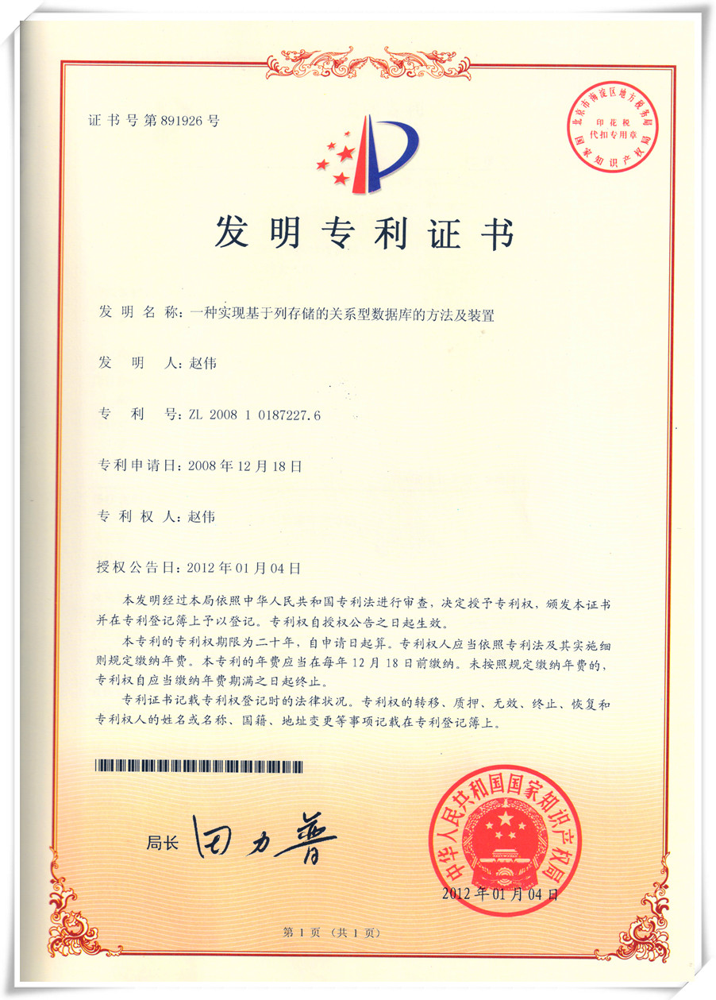 证书号第891926号
北京市海淀区地方税务局
印花税
代扣专用章
国家知识产权局
发明专利证书
发明名称：一种实现基于列存储的关系型数据库的方法及装置
发明人：赵伟
专利号：ZL 2008 1 0187227.6
专利申请日：2008年12月18日
专利权人：赵伟
授权公告日：2012年01月04日
本发明经过本局依照中华人民共和国专利法进行审查，决定授予专利权，颁发本证书
并在专利登记簿上予以登记。专利权自授权公告之日起生效。
本专利的专利权期限为二十年，自申请日起算。专利权人应当依照专利法及其实施细
则规定缴纳年费。本专利的年费应当在每年12月18日前缴纳。未按照规定缴纳年费的，
专利权自应当缴纳年费期满之日起终止。
专利证书记载专利权登记时的法律状况。专利权的转移、质押、无效、终止、恢复和
专利权人的姓名或名称、国籍、地址变更等事项记载在专利登记簿上。
局长 田力普
中华人民共和国国家知识产权局
2012年01月04日
第1页（共1页）